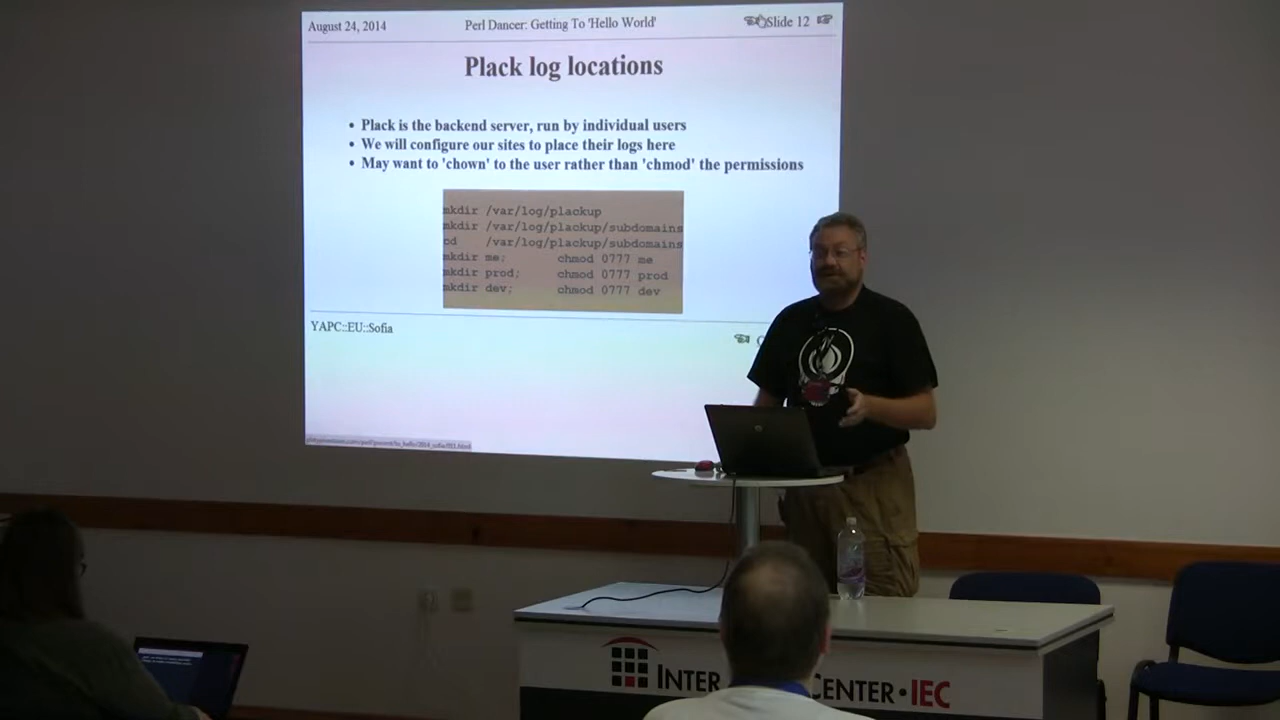 August 24, 2014
Perl Dancer: Getting To 'Hello World'
Slide 12
Plack log locations
• Plack is the backend server, run by individual users
• We will configure our sites to place their logs here
• May want to 'chown' to the user rather than 'chmod' the permissions
mkdir /var/log/plackup
mkdir /var/log/plackup/subdomains
cd /var/log/plackup/subdomains
mkdir me; chmod 0777 me
mkdir prod; chmod 0777 prod
mkdir dev; chmod 0777 dev
YAPC::EU::Sofia
INTER CENTER • IEC